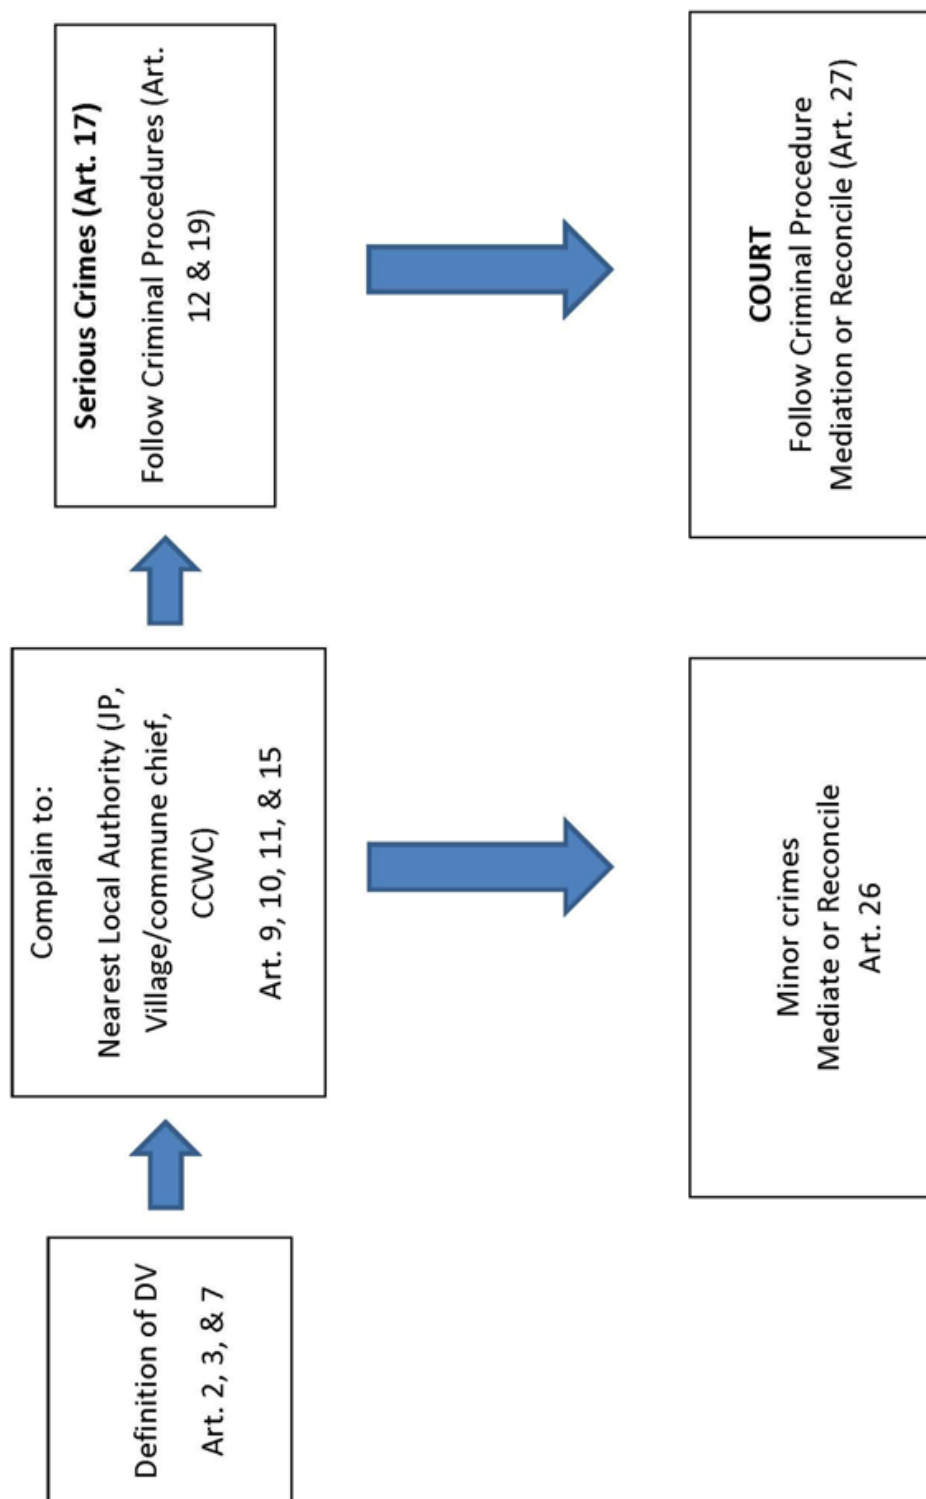 Definition of DV
Art. 2, 3, & 7
Complain to:
Nearest Local Authority (JP,
Village/commune chief,
CCWC)
Art. 9, 10, 11, & 15
Serious Crimes (Art. 17)
Follow Criminal Procedures (Art.
12 & 19)
Minor crimes
Mediate or Reconcile
Art. 26
COURT
Follow Criminal Procedure
Mediation or Reconcile (Art. 27)